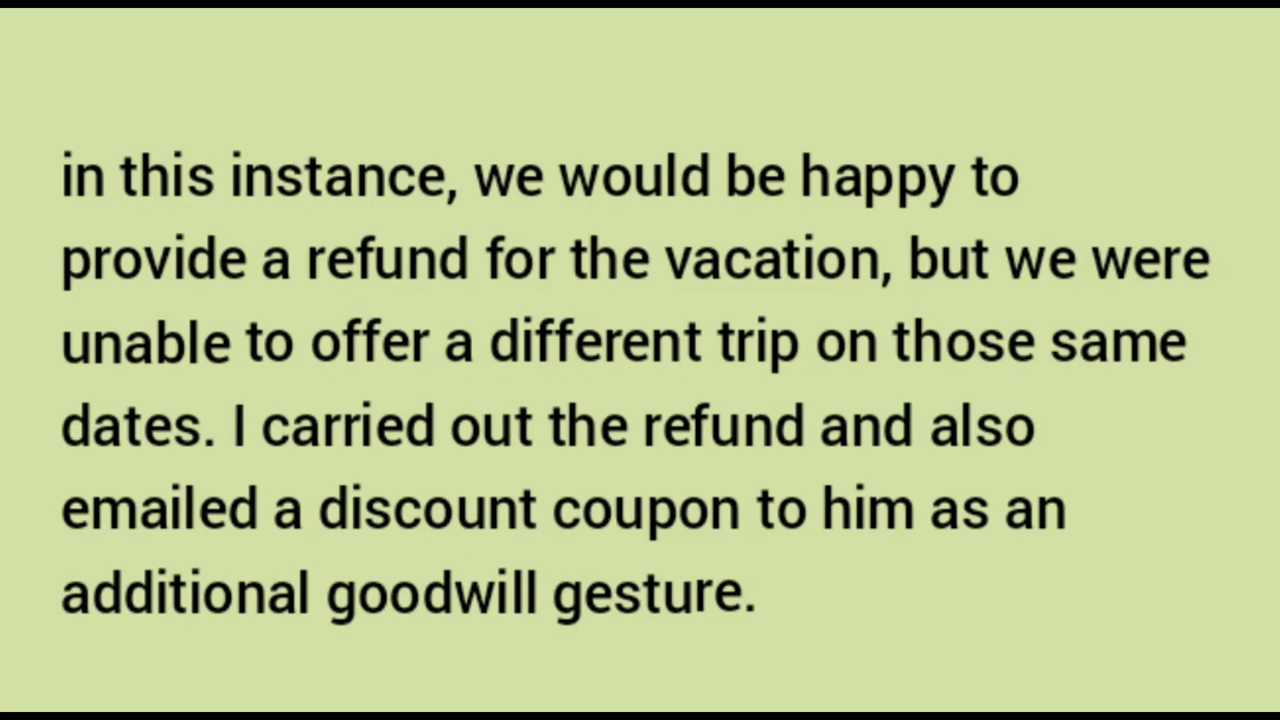 in this instance, we would be happy to
provide a refund for the vacation, but we were
unable to offer a different trip on those same
dates. I carried out the refund and also
emailed a discount coupon to him as an
additional goodwill gesture.